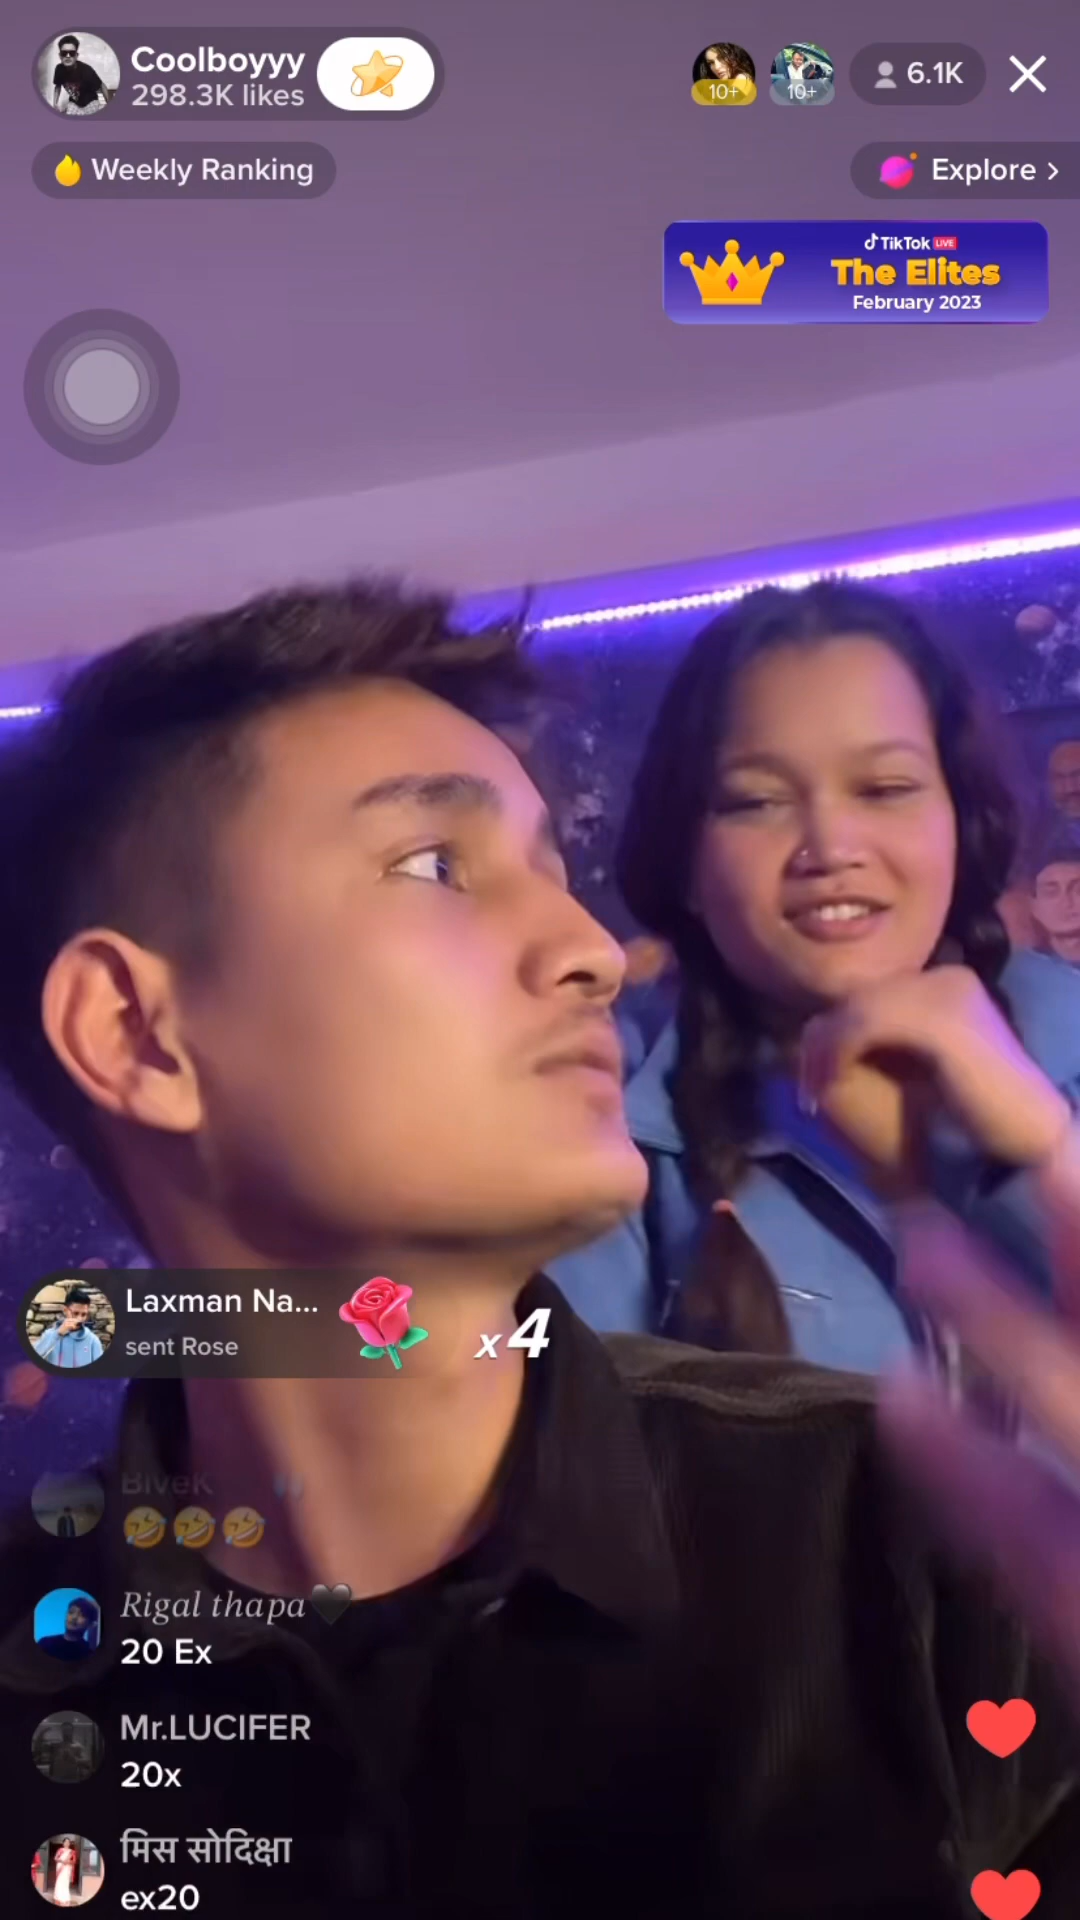 Coolboyyy
298.3K likes
10+
10+
6.1K
Weekly Ranking
Explore >
TikTok LIVE
The Elites
February 2023
Laxman Na...
sent Rose
x4
BiveK
🤣🤣🤣
Rigal thapa🖤
20 Ex
Mr.LUCIFER
20x
मिस सोदिक्षा
ex20